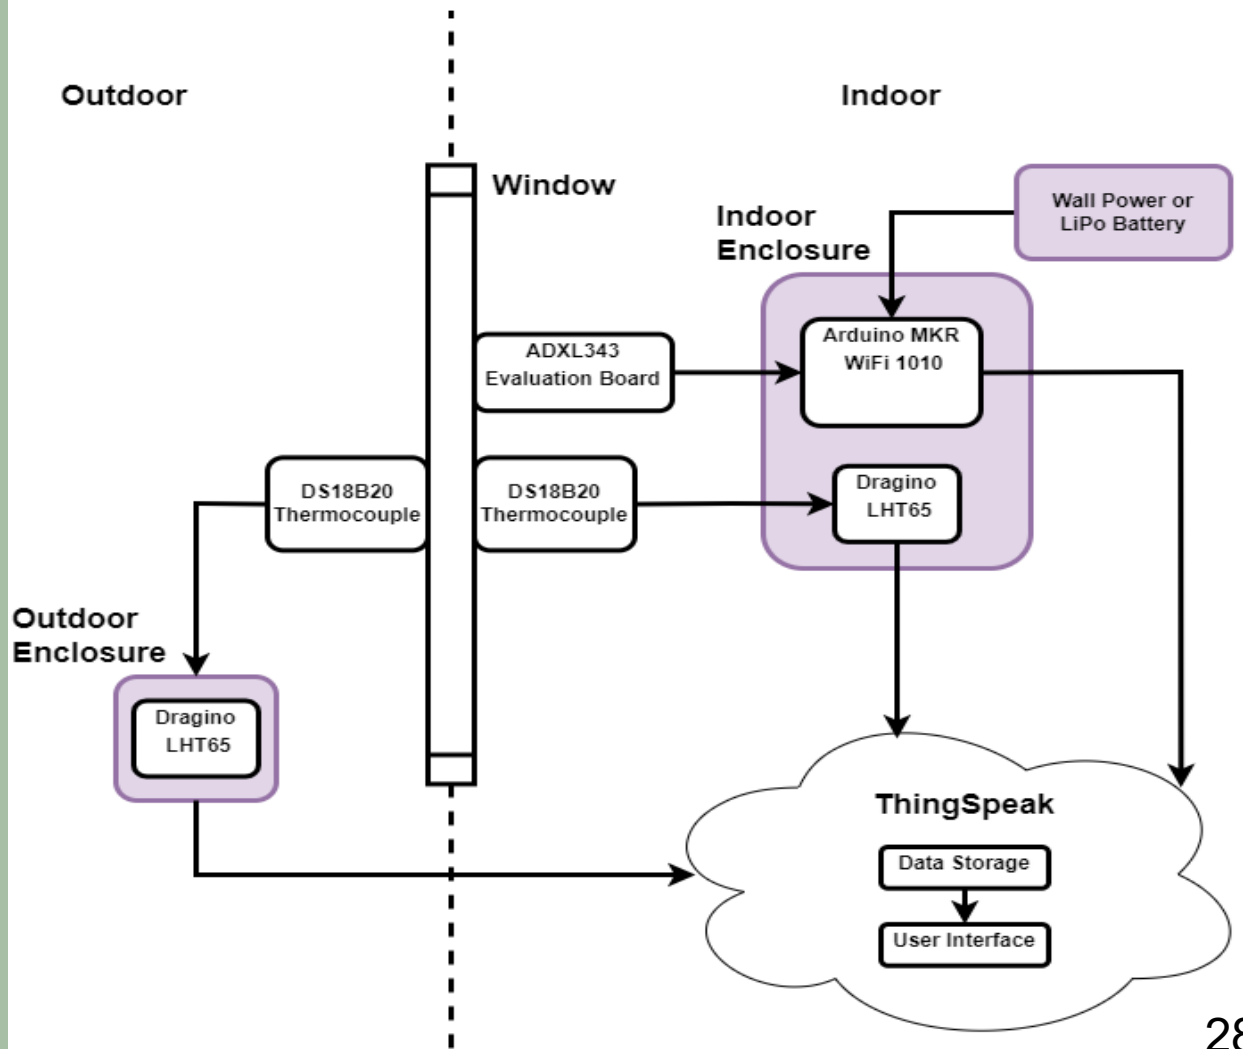 Outdoor
Indoor
Window
Wall Power or
LiPo Battery
Indoor
Enclosure
Arduino MKR
WiFi 1010
ADXL343
Evaluation Board
DS18B20
Thermocouple
DS18B20
Thermocouple
Dragino
LHT65
Outdoor
Enclosure
Dragino
LHT65
ThingSpeak
Data Storage
User Interface
28